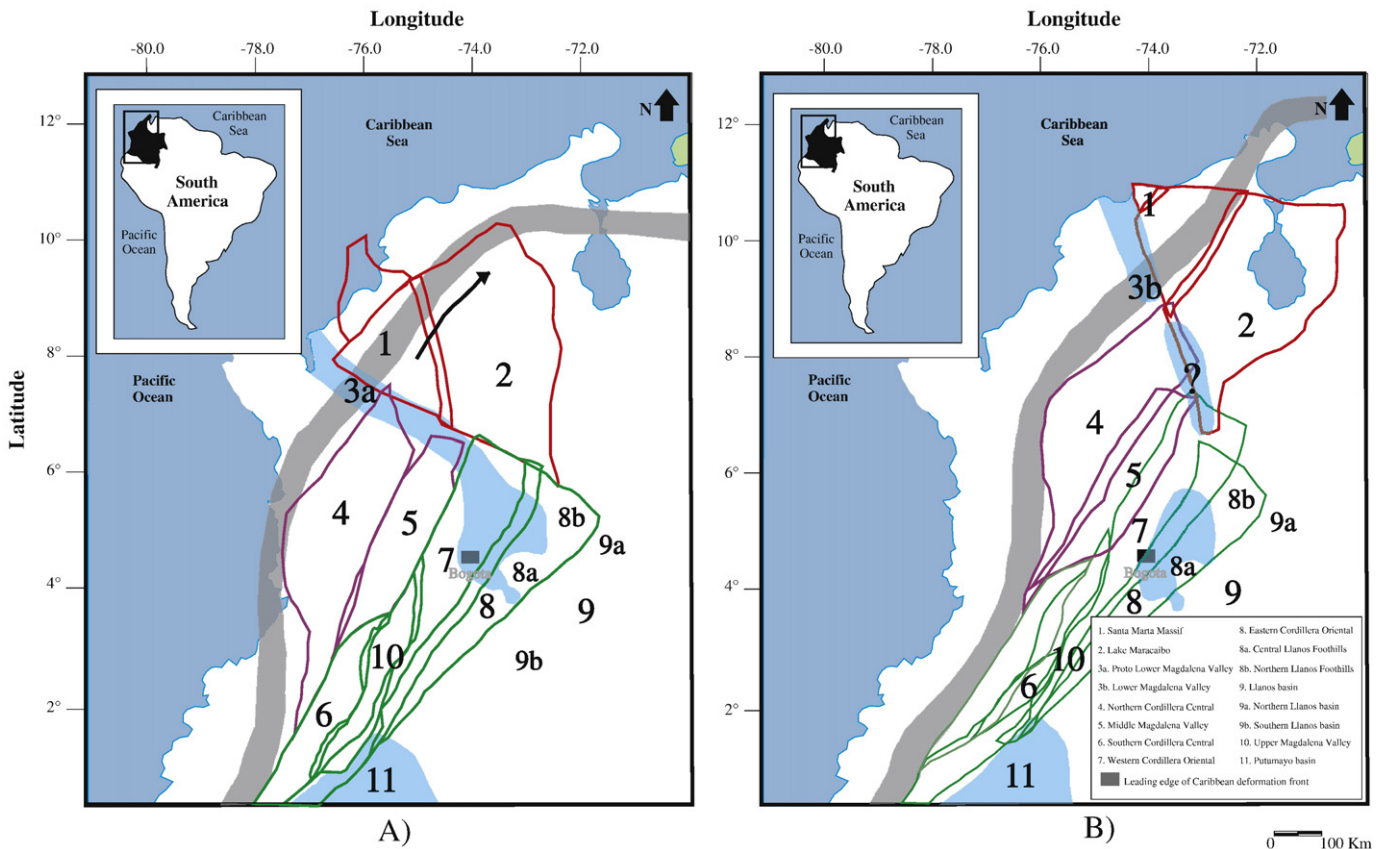 Longitude
-80.0 -78.0 -76.0 -74.0 -72.0
Latitude
12°
10°
8°
6°
4°
2°
N
Caribbean
Sea
Caribbean
Sea
South
America
Pacific
Ocean
Pacific
Ocean
1
2
3a
4
5
8b
9a
7
Bogota
8a
8
9
10
9b
6
11
A)
Longitude
-80.0 -78.0 -76.0 -74.0 -72.0
12°
10°
8°
6°
4°
2°
N
Caribbean
Sea
Caribbean
Sea
South
America
Pacific
Ocean
Pacific
Ocean
1
3b
2
?
4
5
8b
9a
7
Bogota
8a
8
9
10
6
11
1. Santa Marta Massif
2. Lake Maracaibo
3a. Proto Lower Magdalena Valley
3b. Lower Magdalena Valley
4. Northern Cordillera Central
5. Middle Magdalena Valley
6. Southern Cordillera Central
7. Western Cordillera Oriental
8. Eastern Cordillera Oriental
8a. Central Llanos Foothills
8b. Northern Llanos Foothills
9. Llanos basin
9a. Northern Llanos basin
9b. Southern Llanos basin
10. Upper Magdalena Valley
11. Putumayo basin
Leading edge of Caribbean deformation front
B)
0 100 Km